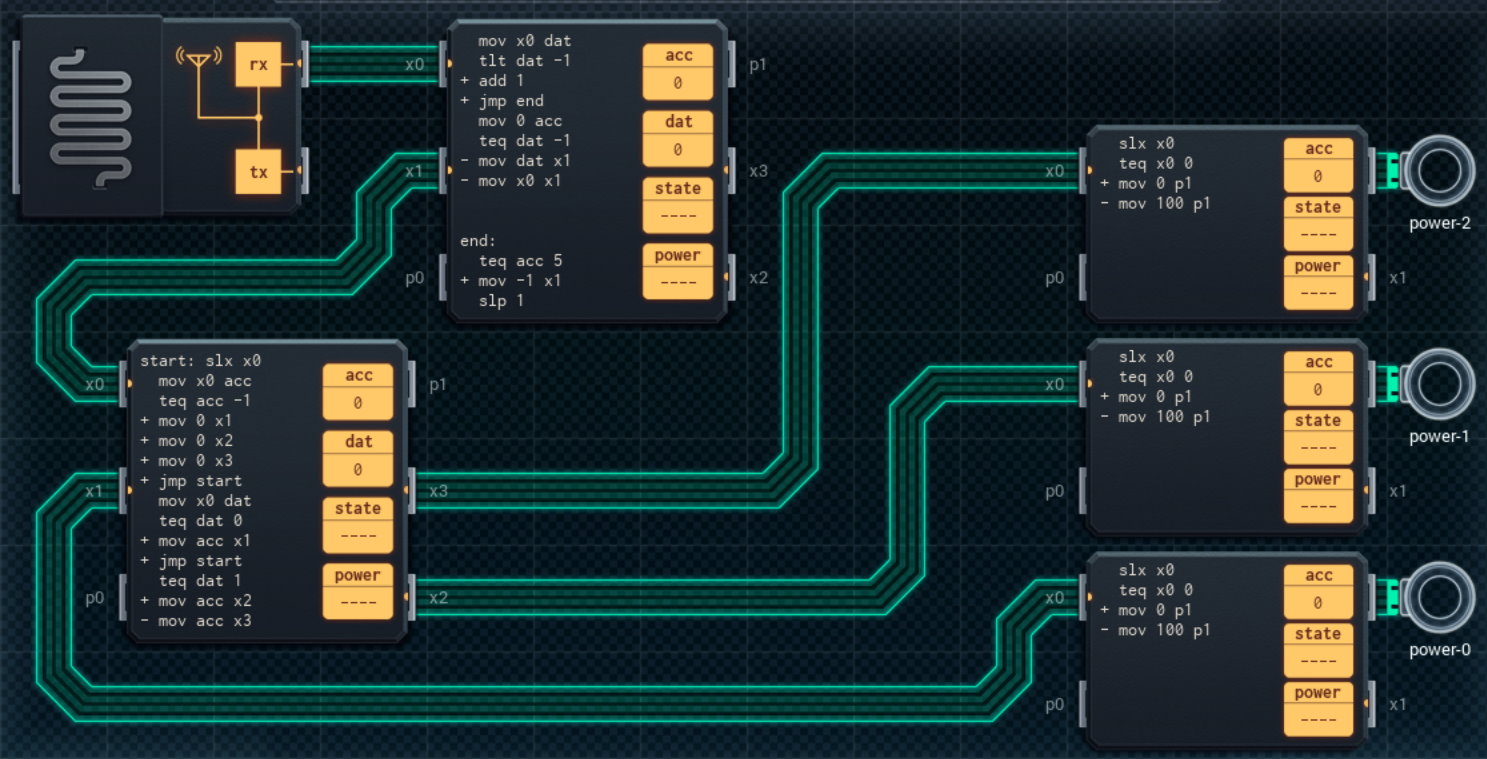 rx
tx
x0
mov x0 dat
tlt dat -1
+ add 1
+ jmp end
mov 0 acc
teq dat -1
- mov dat x1
- mov x0 x1
end:
teq acc 5
+ mov -1 x1
slp 1
acc
0
dat
0
state
----
power
----
p1
x1
x3
p0
x2
slx x0
teq x0 0
+ mov 0 p1
- mov 100 p1
acc
0
state
----
power
----
x0
p0
x1
power-2
start: slx x0
mov x0 acc
teq acc -1
+ mov 0 x1
+ mov 0 x2
+ mov 0 x3
+ jmp start
mov x0 dat
teq dat 0
+ mov acc x1
+ jmp start
teq dat 1
+ mov acc x2
- mov acc x3
acc
0
dat
0
state
----
power
----
x0
p1
x1
x3
p0
x2
slx x0
teq x0 0
+ mov 0 p1
- mov 100 p1
acc
0
state
----
power
----
x0
p0
x1
power-1
slx x0
teq x0 0
+ mov 0 p1
- mov 100 p1
acc
0
state
----
power
----
x0
p0
x1
power-0